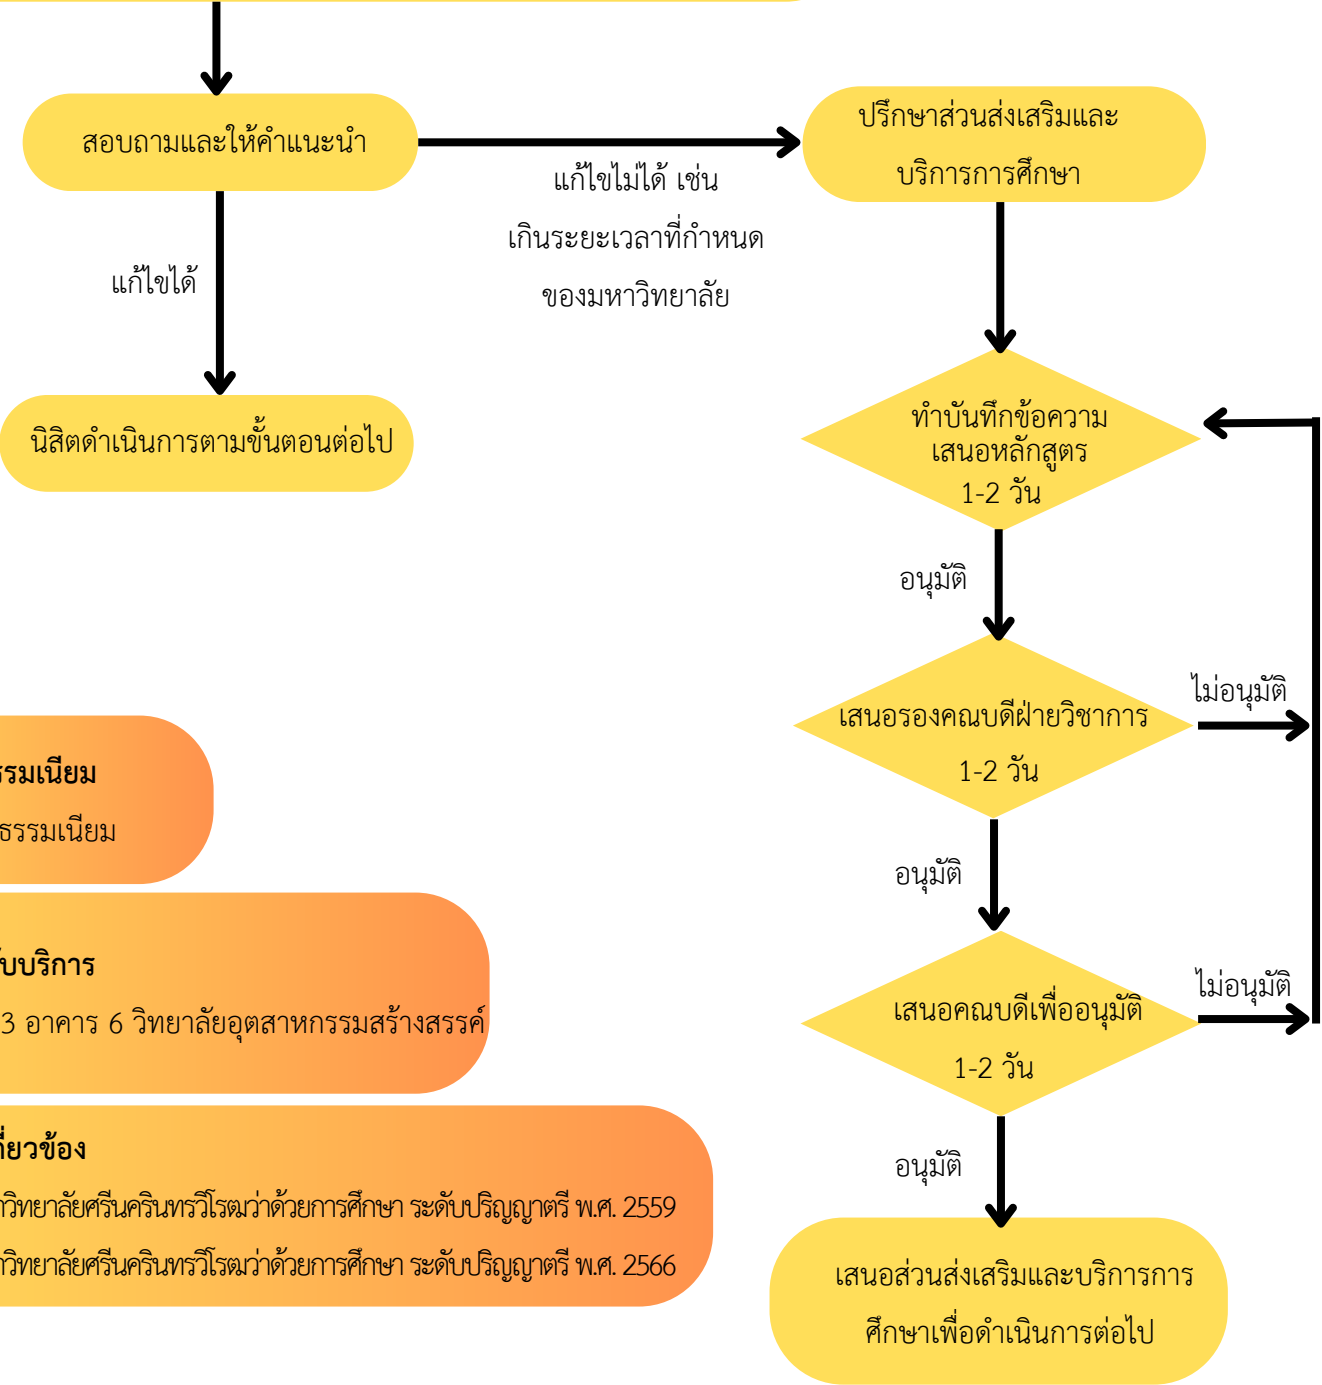 สอบถามและให้คำแนะนำ
แก้ไขไม่ได้ เช่น
เกินระยะเวลาที่กำหนด
ของมหาวิทยาลัย
ปรึกษาส่วนส่งเสริมและ
บริการการศึกษา
แก้ไขได้
นิสิตดำเนินการตามขั้นตอนต่อไป
ทำบันทึกข้อความ
เสนอหลักสูตร
1-2 วัน
อนุมัติ
เสนอรองคณบดีฝ่ายวิชาการ
1-2 วัน
ไม่อนุมัติ
อนุมัติ
เสนอคณบดีเพื่ออนุมัติ
1-2 วัน
ไม่อนุมัติ
อนุมัติ
เสนอส่วนส่งเสริมและบริการการ
ศึกษาเพื่อดำเนินการต่อไป
ธรรมเนียม
ธรรมเนียม
บบริการ
3 อาคาร 6 วิทยาลัยอุตสาหกรรมสร้างสรรค์
กี่ยวข้อง
าวิทยาลัยศรีนครินทรวิโรฒว่าด้วยการศึกษา ระดับปริญญาตรี พ.ศ. 2559
าวิทยาลัยศรีนครินทรวิโรฒว่าด้วยการศึกษา ระดับปริญญาตรี พ.ศ. 2566